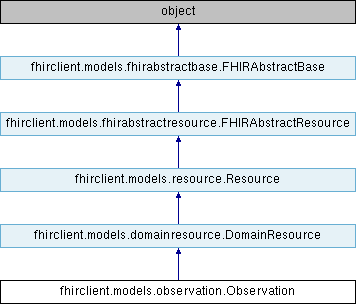 object
fhirclient.models.fhirabstractbase.FHIRAbstractBase
fhirclient.models.fhirabstractresource.FHIRAbstractResource
fhirclient.models.resource.Resource
fhirclient.models.domainresource.DomainResource
fhirclient.models.observation.Observation